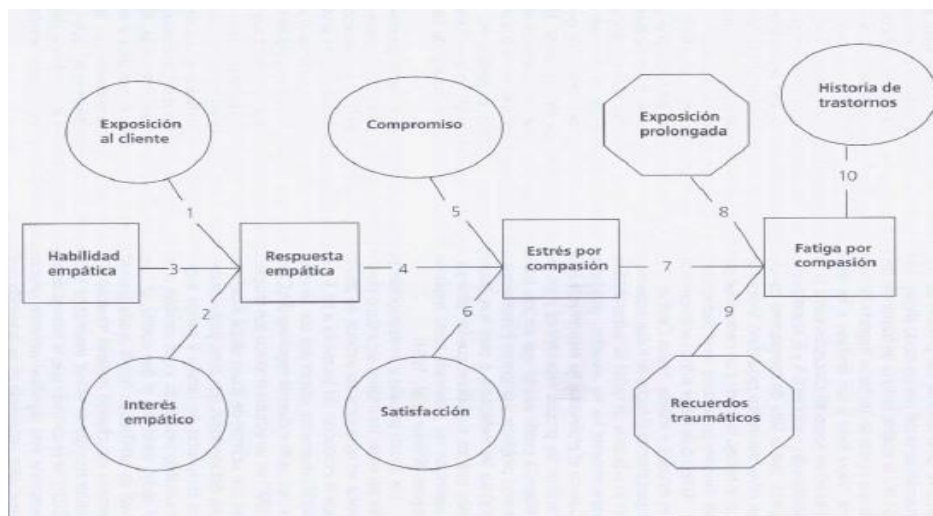 Exposición
al cliente
Compromiso
Exposición
prolongada
Historia de
trastornos
10
1
5
8
Habilidad
empática
3
Respuesta
empática
4
Estrés por
compasión
7
Fatiga por
compasión
2
6
9
Interés
empático
Satisfacción
Recuerdos
traumáticos